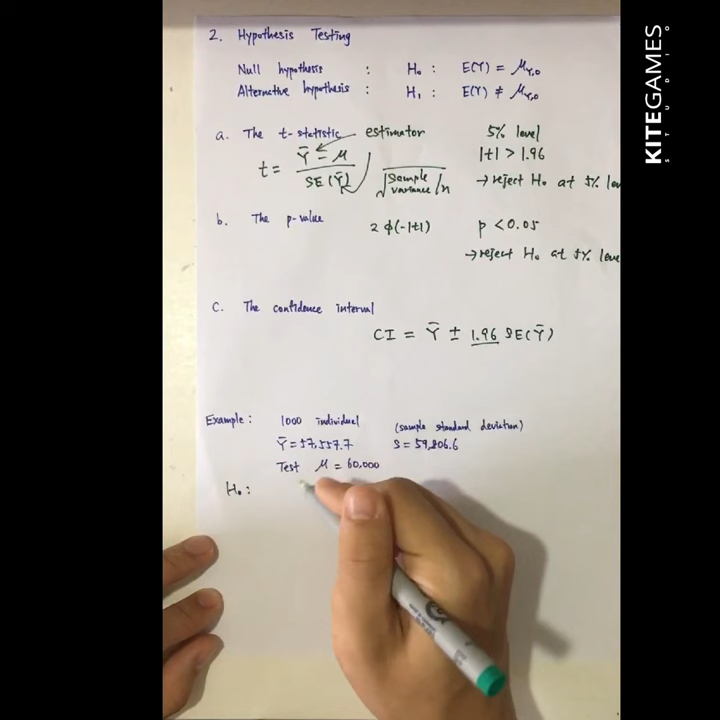 2. Hypothesis Testing
Null hypothesis : H₀ : E(Y) = μY,0
Alternative hypothesis : H₁ : E(Y) ≠ μY,0
a. The t-statistic estimator 5% level
t = Ȳ - μ / SE(Ȳ) √Sample variance/n |t| > 1.96
→ reject H₀ at 5% lev
b. The p-value 2 Φ(-|t|) p < 0.05
→ reject H₀ at 5% leve
C. The confidence interval
CI = Ȳ ± 1.96 SE(Ȳ)
Example: 1000 individual (sample standard deviation)
Ȳ = 57,557.7 S = 59,806.6
Test μ = 60,000
H₀ :
KITEGAMES
STUDIO